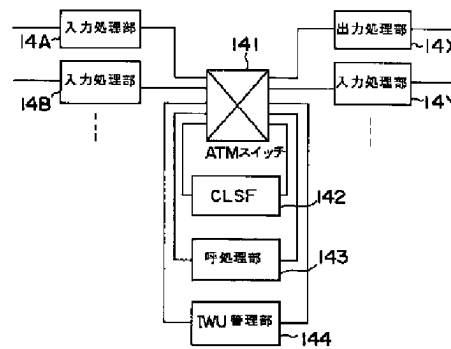 14A
入力処理部
141
出力処理部
14X
14B
入力処理部
入力処理部
14Y
ATMスイッチ
CLSF
142
呼処理部
143
IWU 管理部
144